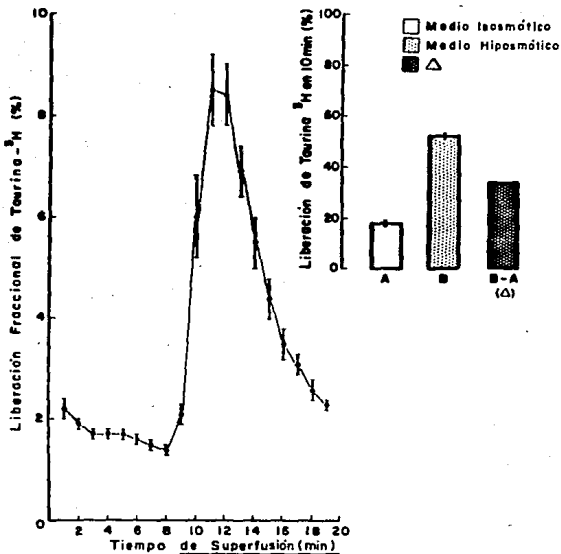 Liberación Fraccional de Taurina-³H (%)
10
8
6
4
2
0
2 4 6 8 10 12 14 16 18 20
Tiempo de Superfusión (min)
Liberación de Taurina ³H en 10min (%)
100
80
60
40
20
0
A B B-A
(△)
Medio Isosmótico
Medio Hiposmótico
△